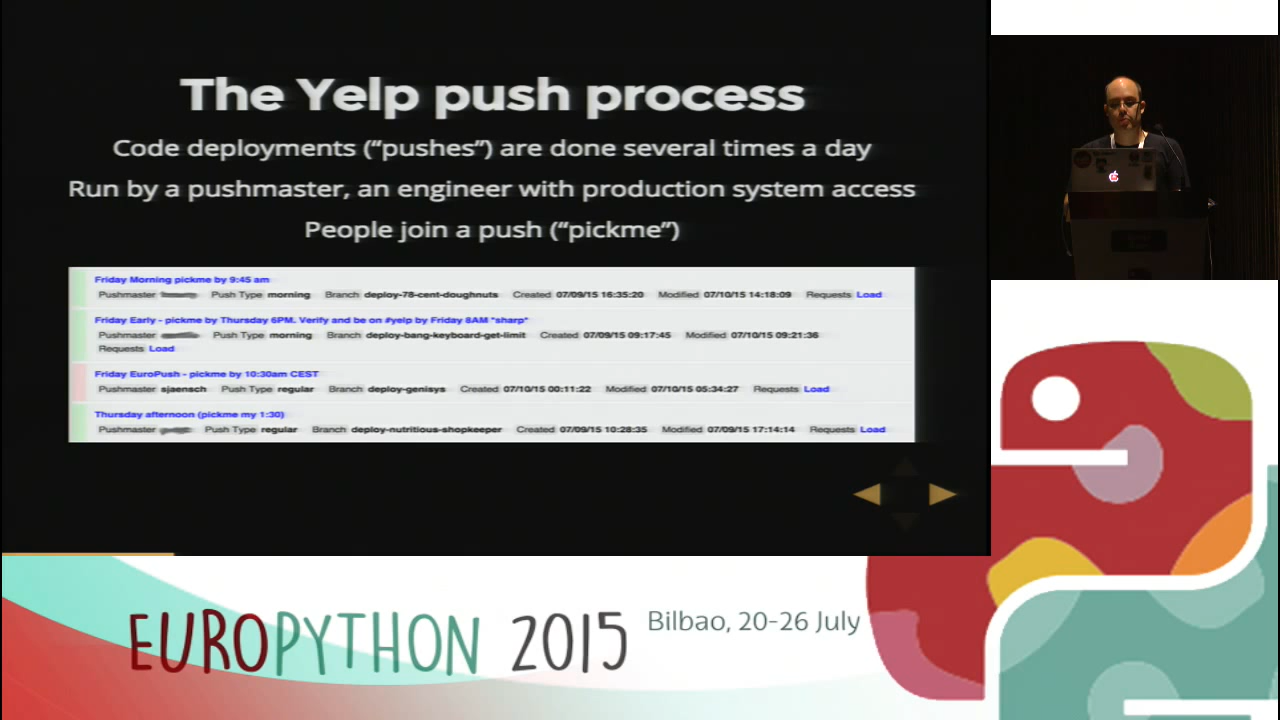 The Yelp push process
Code deployments (“pushes”) are done several times a day
Run by a pushmaster, an engineer with production system access
People join a push (“pickme”)
Friday Morning pickme by 9:45 am
Pushmaster Push Type morning Branch deploy-78-cent-doughnuts Created 07/09/15 16:35:20 Modified 07/10/15 14:18:09 Requests Load
Friday Early - pickme by Thursday 6PM. Verify and be on #yelp by Friday 8AM *sharp*
Pushmaster Push Type morning Branch deploy-bang-keyboard-get-limit Created 07/09/15 09:17:45 Modified 07/10/15 09:21:36
Requests Load
Friday EuroPush - pickme by 10:30am CEST
Pushmaster sjaensch Push Type regular Branch deploy-genisys Created 07/10/15 00:11:22 Modified 07/10/15 05:34:27 Requests Load
Thursday afternoon (pickme my 1:30)
Pushmaster Push Type regular Branch deploy-nutritious-shopkeeper Created 07/09/15 10:28:35 Modified 07/09/15 17:14:14 Requests Load
EUROPYTHON 2015
Bilbao, 20-26 July